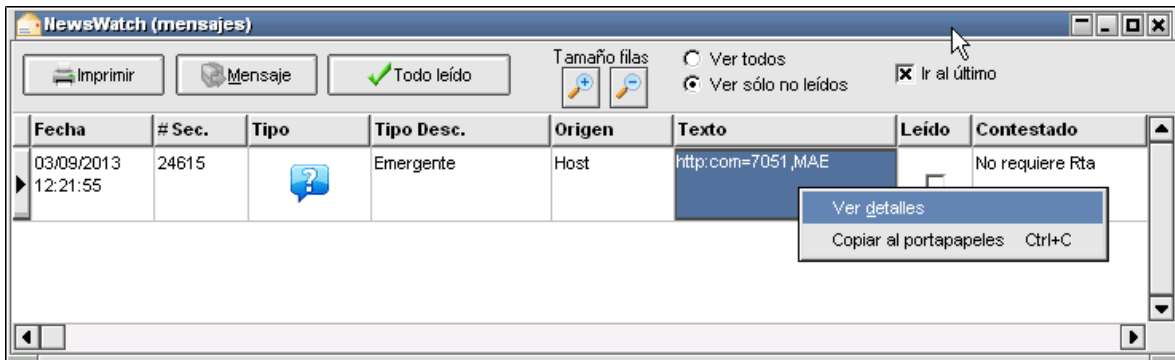 NewsWatch (mensajes)
Imprimir
Mensaje
Todo leído
Tamaño filas
Ver todos
Ver sólo no leídos
Ir al último
Fecha # Sec. Tipo Tipo Desc. Origen Texto Leído Contestado
03/09/2013 24615 Emergente Host http:com=7051,MAE No requiere Rta
12:21:55
Ver detalles
Copiar al portapapeles Ctrl+C